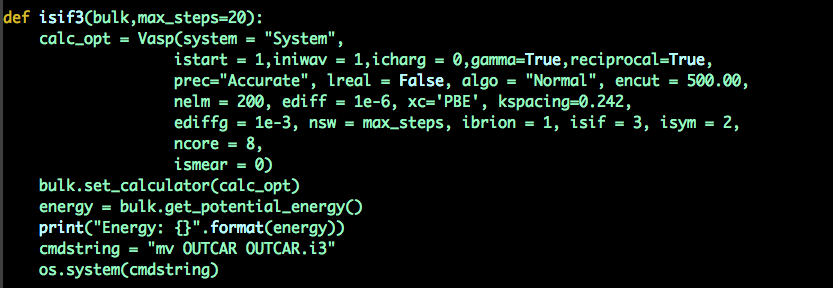 def isif3(bulk,max_steps=20):
    calc_opt = Vasp(system = "System",
                    istart = 1,iniwav = 1,icharg = 0,gamma=True,reciprocal=True,
                    prec="Accurate", lreal = False, algo = "Normal", encut = 500.00,
                    nelm = 200, ediff = 1e-6, xc='PBE', kspacing=0.242,
                    ediffg = 1e-3, nsw = max_steps, ibrion = 1, isif = 3, isym = 2,
                    ncore = 8,
                    ismear = 0)
    bulk.set_calculator(calc_opt)
    energy = bulk.get_potential_energy()
    print("Energy: {}".format(energy))
    cmdstring = "mv OUTCAR OUTCAR.i3"
    os.system(cmdstring)